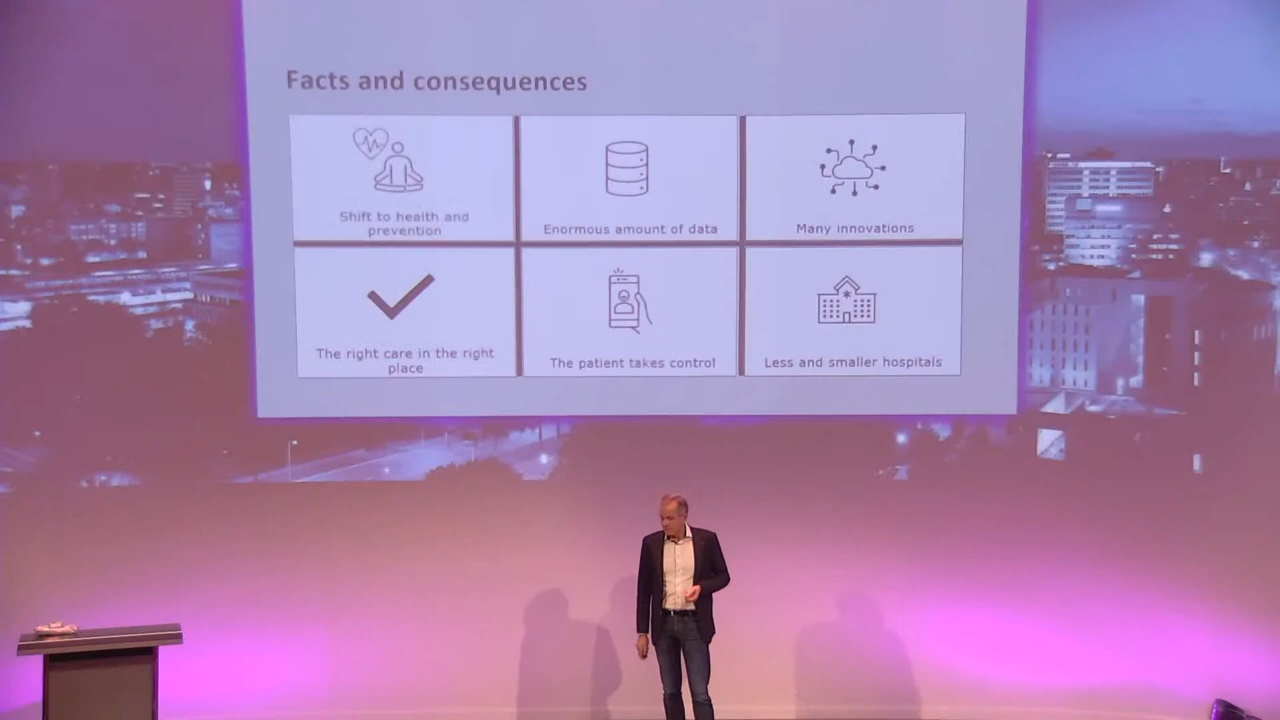 Facts and consequences
Shift to health and
prevention
Enormous amount of data
Many innovations
The right care in the right
place
The patient takes control
Less and smaller hospitals